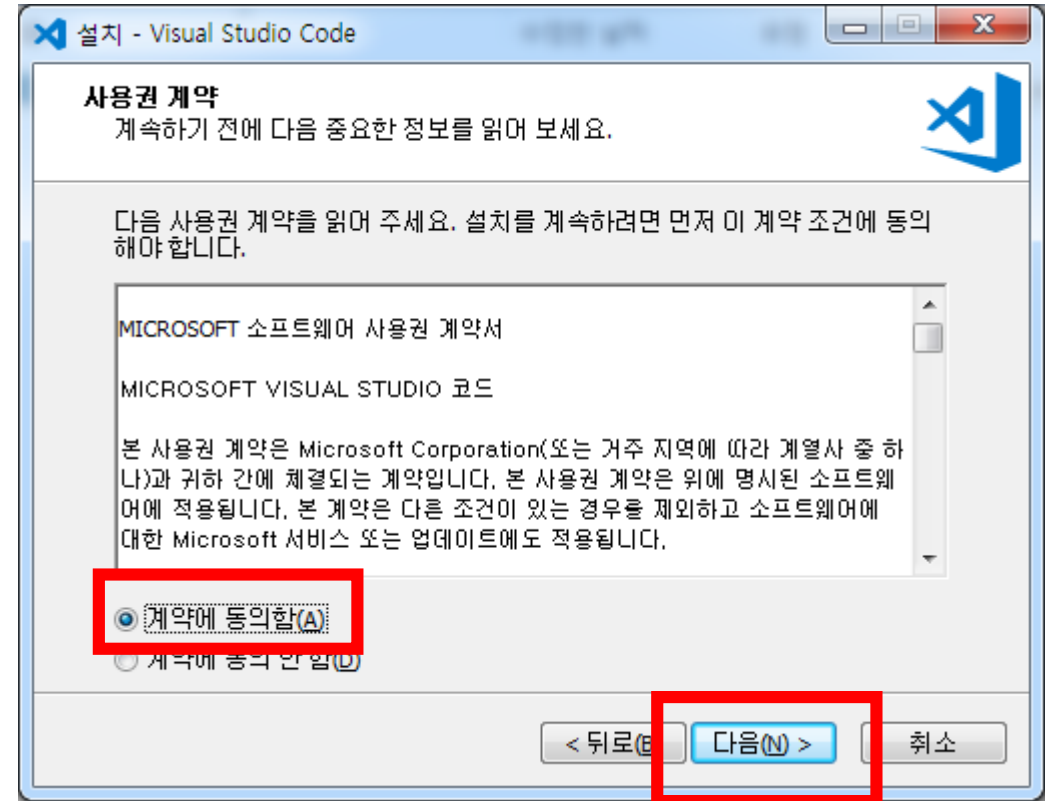 설치 - Visual Studio Code
사용권 계약
계속하기 전에 다음 중요한 정보를 읽어 보세요.
다음 사용권 계약을 읽어 주세요. 설치를 계속하려면 먼저 이 계약 조건에 동의
해야 합니다.
MICROSOFT 소프트웨어 사용권 계약서
MICROSOFT VISUAL STUDIO 코드
본 사용권 계약은 Microsoft Corporation(또는 거주 지역에 따라 계열사 중 하
나)과 귀하 간에 체결되는 계약입니다. 본 사용권 계약은 위에 명시된 소프트웨
어에 적용됩니다. 본 계약은 다른 조건이 있는 경우를 제외하고 소프트웨어에
대한 Microsoft 서비스 또는 업데이트에도 적용됩니다.
계약에 동의함(A)
계약에 동의 안 함(D)
< 뒤로(B 다음(N) > 취소